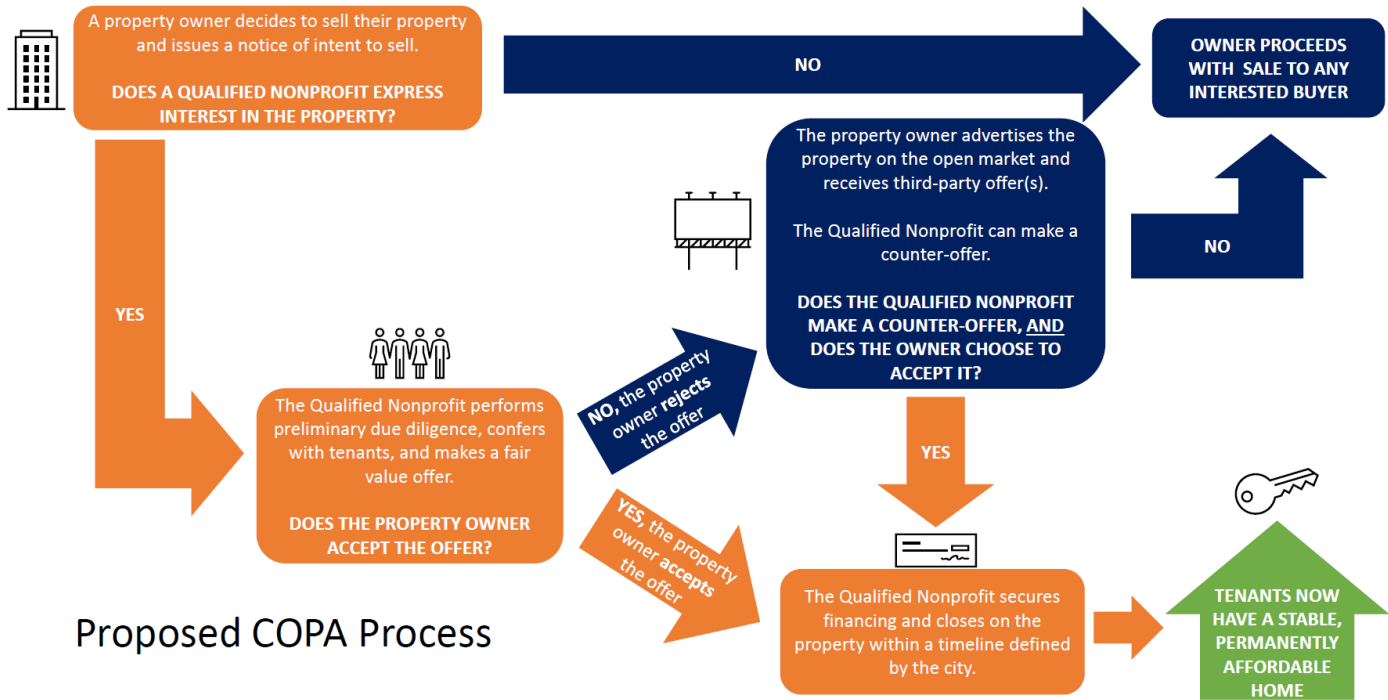 A property owner decides to sell their property
and issues a notice of intent to sell.
DOES A QUALIFIED NONPROFIT EXPRESS
INTEREST IN THE PROPERTY?
NO
OWNER PROCEEDS
WITH SALE TO ANY
INTERESTED BUYER
YES
The property owner advertises the
property on the open market and
receives third-party offer(s).
The Qualified Nonprofit can make a
counter-offer.
DOES THE QUALIFIED NONPROFIT
MAKE A COUNTER-OFFER, AND
DOES THE OWNER CHOOSE TO
ACCEPT IT?
NO
The Qualified Nonprofit performs
preliminary due diligence, confers
with tenants, and makes a fair
value offer.
DOES THE PROPERTY OWNER
ACCEPT THE OFFER?
NO, the property
owner rejects
the offer
YES, the property
owner accepts
the offer
YES
The Qualified Nonprofit secures
financing and closes on the
property within a timeline defined
by the city.
TENANTS NOW
HAVE A STABLE,
PERMANENTLY
AFFORDABLE
HOME
Proposed COPA Process